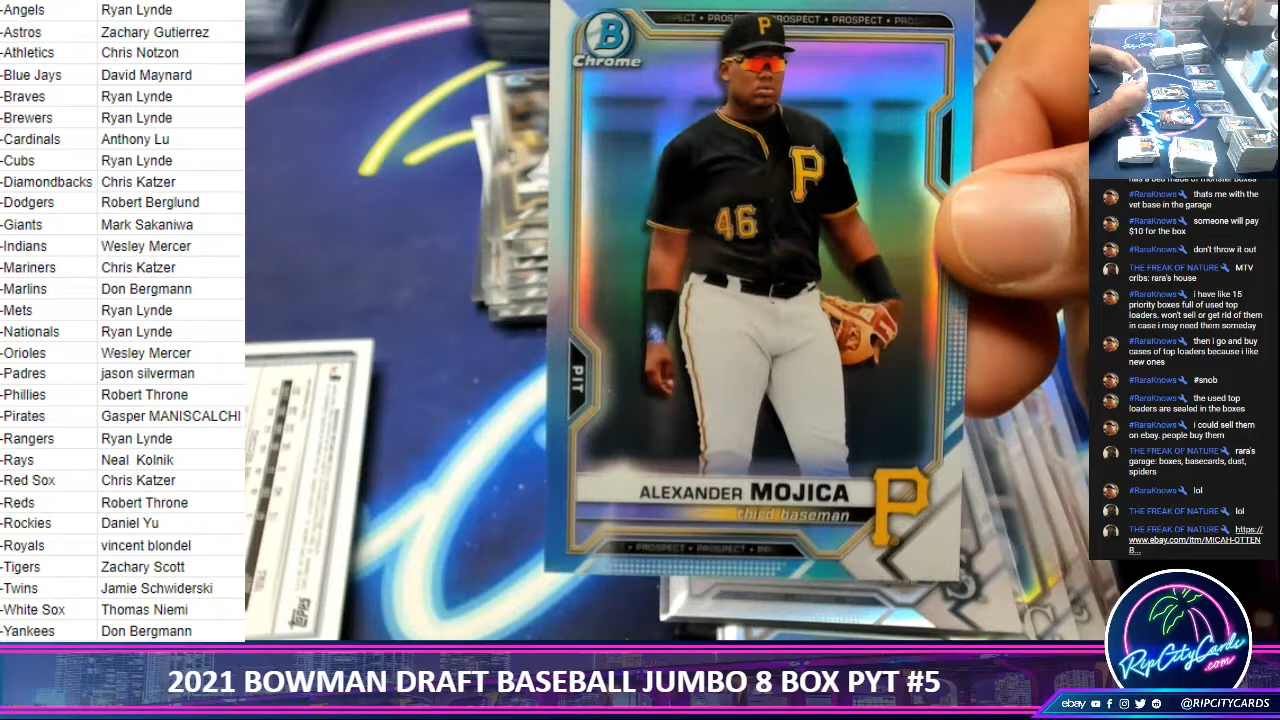 -Angels Ryan Lynde
-Astros Zachary Gutierrez
-Athletics Chris Notzon
-Blue Jays David Maynard
-Braves Ryan Lynde
-Brewers Ryan Lynde
-Cardinals Anthony Lu
-Cubs Ryan Lynde
-Diamondbacks Chris Katzer
-Dodgers Robert Berglund
-Giants Mark Sakaniwa
-Indians Wesley Mercer
-Mariners Chris Katzer
-Marlins Don Bergmann
-Mets Ryan Lynde
-Nationals Ryan Lynde
-Orioles Wesley Mercer
-Padres jason silverman
-Phillies Robert Throne
-Pirates Gasper MANISCALCHI
-Rangers Ryan Lynde
-Rays Neal Kolnik
-Red Sox Chris Katzer
-Reds Robert Throne
-Rockies Daniel Yu
-Royals vincent blondel
-Tigers Zachary Scott
-Twins Jamie Schwiderski
-White Sox Thomas Niemi
-Yankees Don Bergmann
PECT • PROSPECT • PROSPECT • PROSPECT • PRO
B
Chrome
P
P
46
PIT
ALEXANDER MOJICA
third baseman
P
PROSPECT • PROSPECT •
Topps
has a bed made of monster boxes
#RaraKnows thats me with the
vet base in the garage
#RaraKnows someone will pay
$10 for the box
#RaraKnows don't throw it out
THE FREAK OF NATURE MTV
cribs: rara's house
#RaraKnows i have like 15
priority boxes full of used top
loaders. won't sell or get rid of them
in case i may need them someday
#RaraKnows then i go and buy
cases of top loaders because i like
new ones
#RaraKnows #snob
#RaraKnows the used top
loaders are sealed in the boxes
#RaraKnows i could sell them
on ebay. people buy them
THE FREAK OF NATURE rara's
garage: boxes, basecards, dust,
spiders
#RaraKnows lol
THE FREAK OF NATURE lol
THE FREAK OF NATURE https://
www.ebay.com/itm/MICAH-OTTEN
B...
RipCityCards
.com
2021 BOWMAN DRAFT BASEBALL JUMBO 8 BOX PYT #5
ebay @RIPCITYCARDS